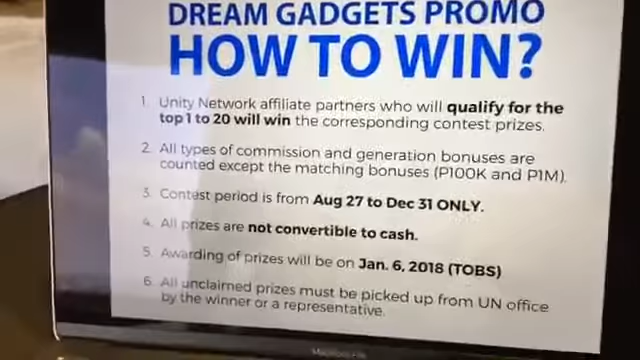 DREAM GADGETS PROMO
HOW TO WIN?
1. Unity Network affiliate partners who will qualify for the
top 1 to 20 will win the corresponding contest prizes.
2. All types of commission and generation bonuses are
counted except the matching bonuses (P100K and P1M).
3. Contest period is from Aug 27 to Dec 31 ONLY.
4. All prizes are not convertible to cash.
5. Awarding of prizes will be on Jan. 6, 2018 (TOBS)
6. All unclaimed prizes must be picked up from UN office
by the winner or a representative.